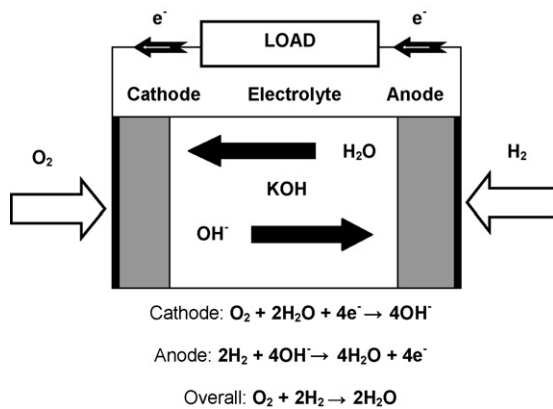 e⁻ LOAD e⁻
Cathode Electrolyte Anode
O₂ H₂O H₂
KOH
OH⁻
Cathode: O₂ + 2H₂O + 4e⁻ → 4OH⁻
Anode: 2H₂ + 4OH⁻ → 4H₂O + 4e⁻
Overall: O₂ + 2H₂ → 2H₂O